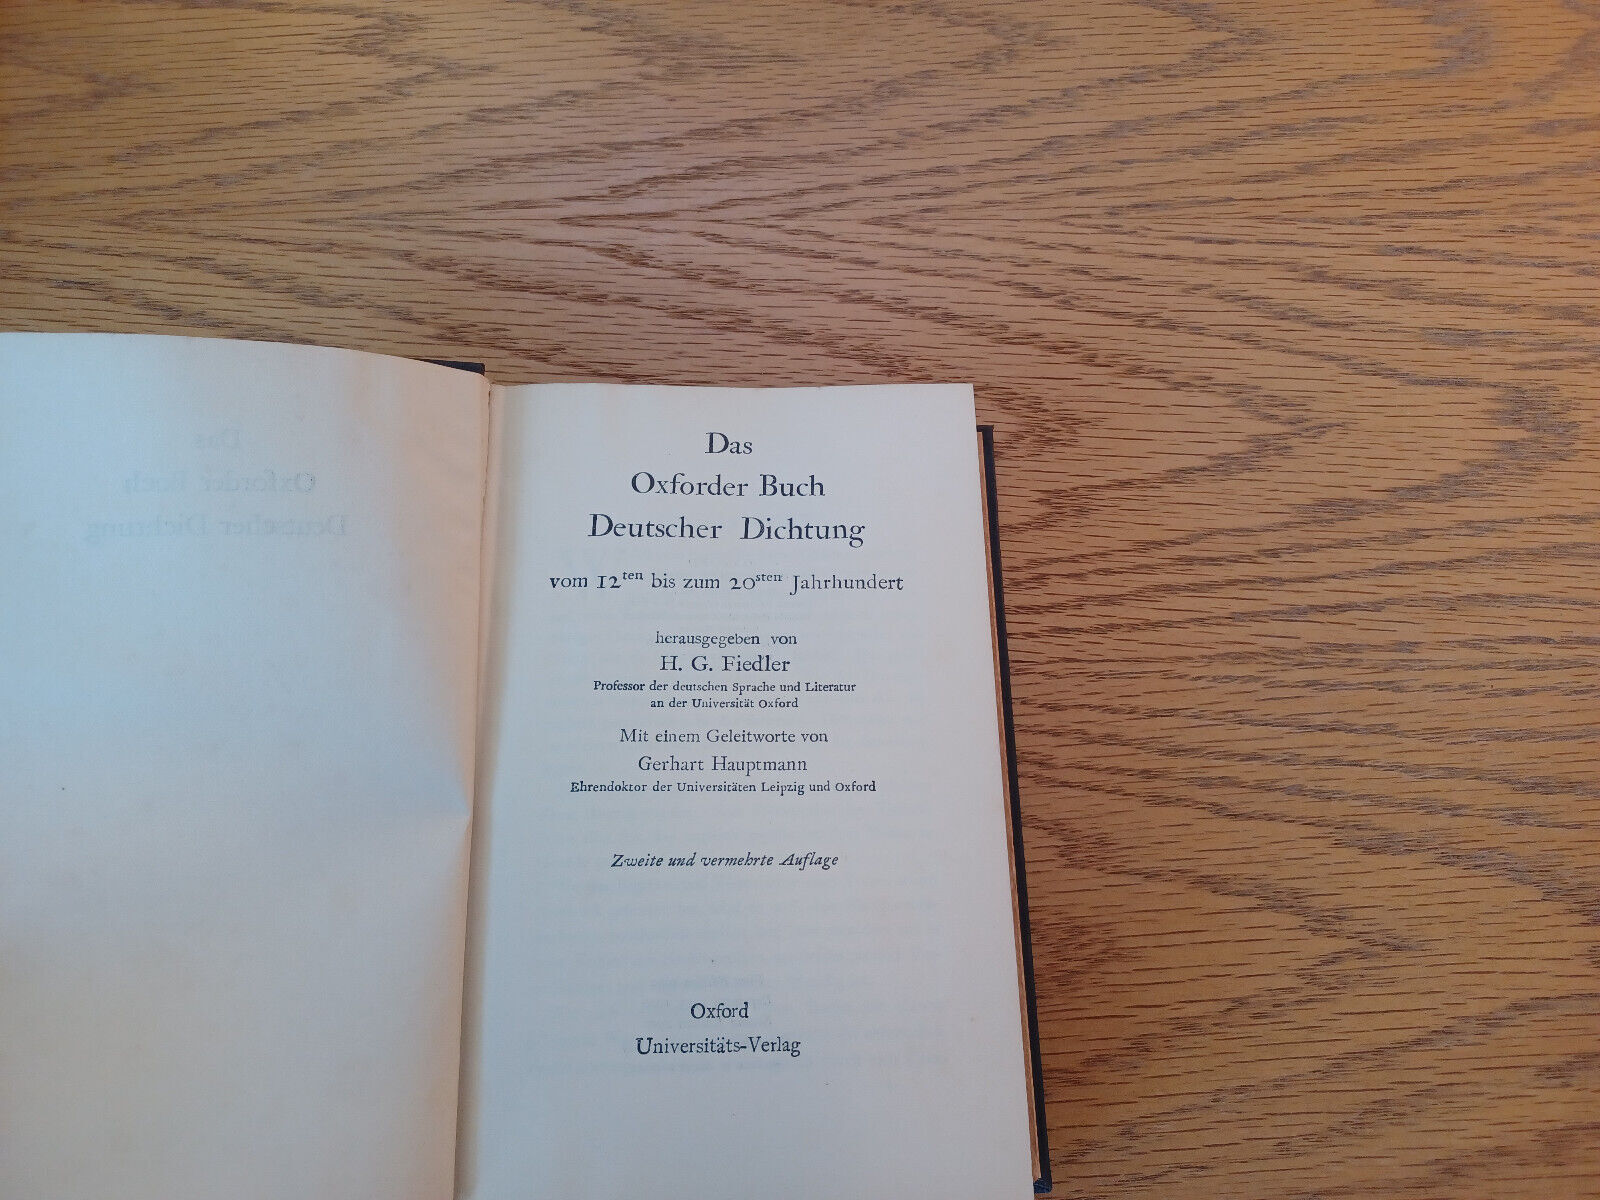 Das
Oxforder Buch
Deutscher Dichtung
vom 12ten bis zum 20sten Jahrhundert
herausgegeben von
H. G. Fiedler
Professor der deutschen Sprache und Literatur
an der Universität Oxford
Mit einem Geleitworte von
Gerhart Hauptmann
Ehrendoktor der Universitäten Leipzig und Oxford
Zweite und vermehrte Auflage
Oxford
Universitäts-Verlag